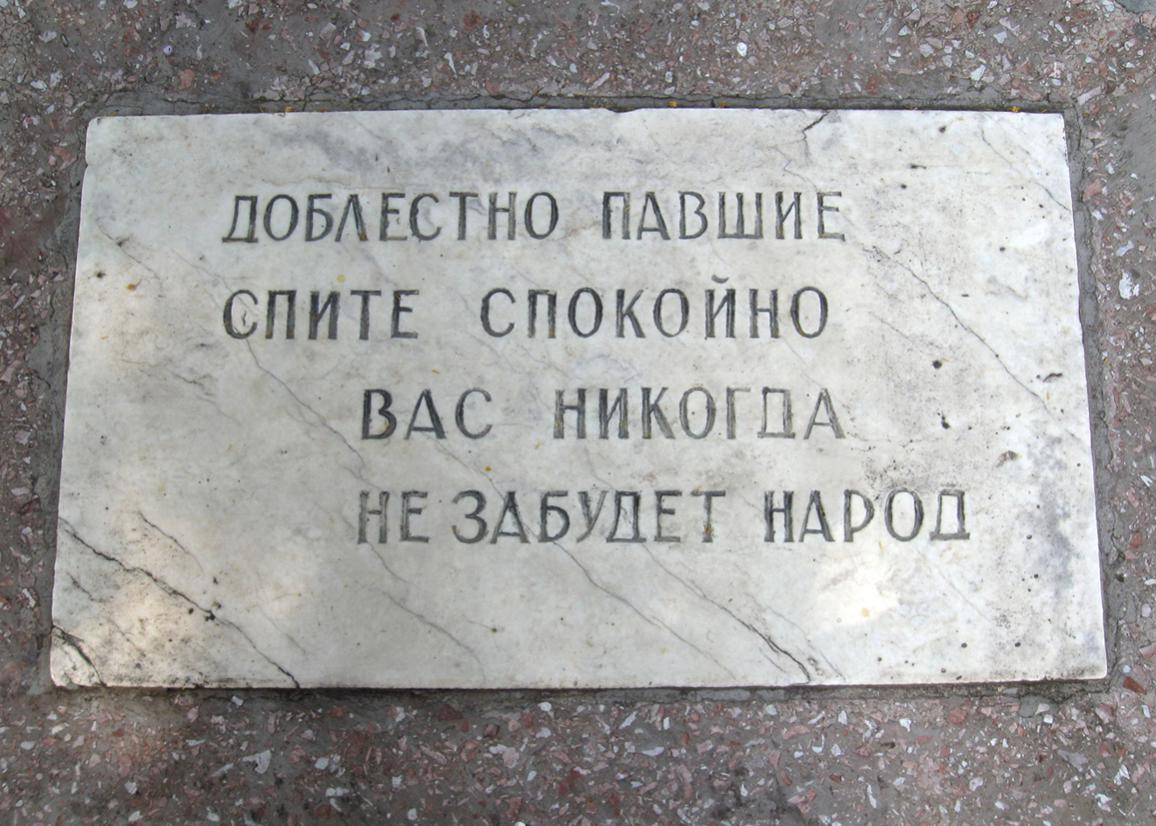 ДОБЛЕСТНО ПАВШИЕ
СПИТЕ СПОКОЙНО
ВАС НИКОГДА
НЕ ЗАБУДЕТ НАРОД